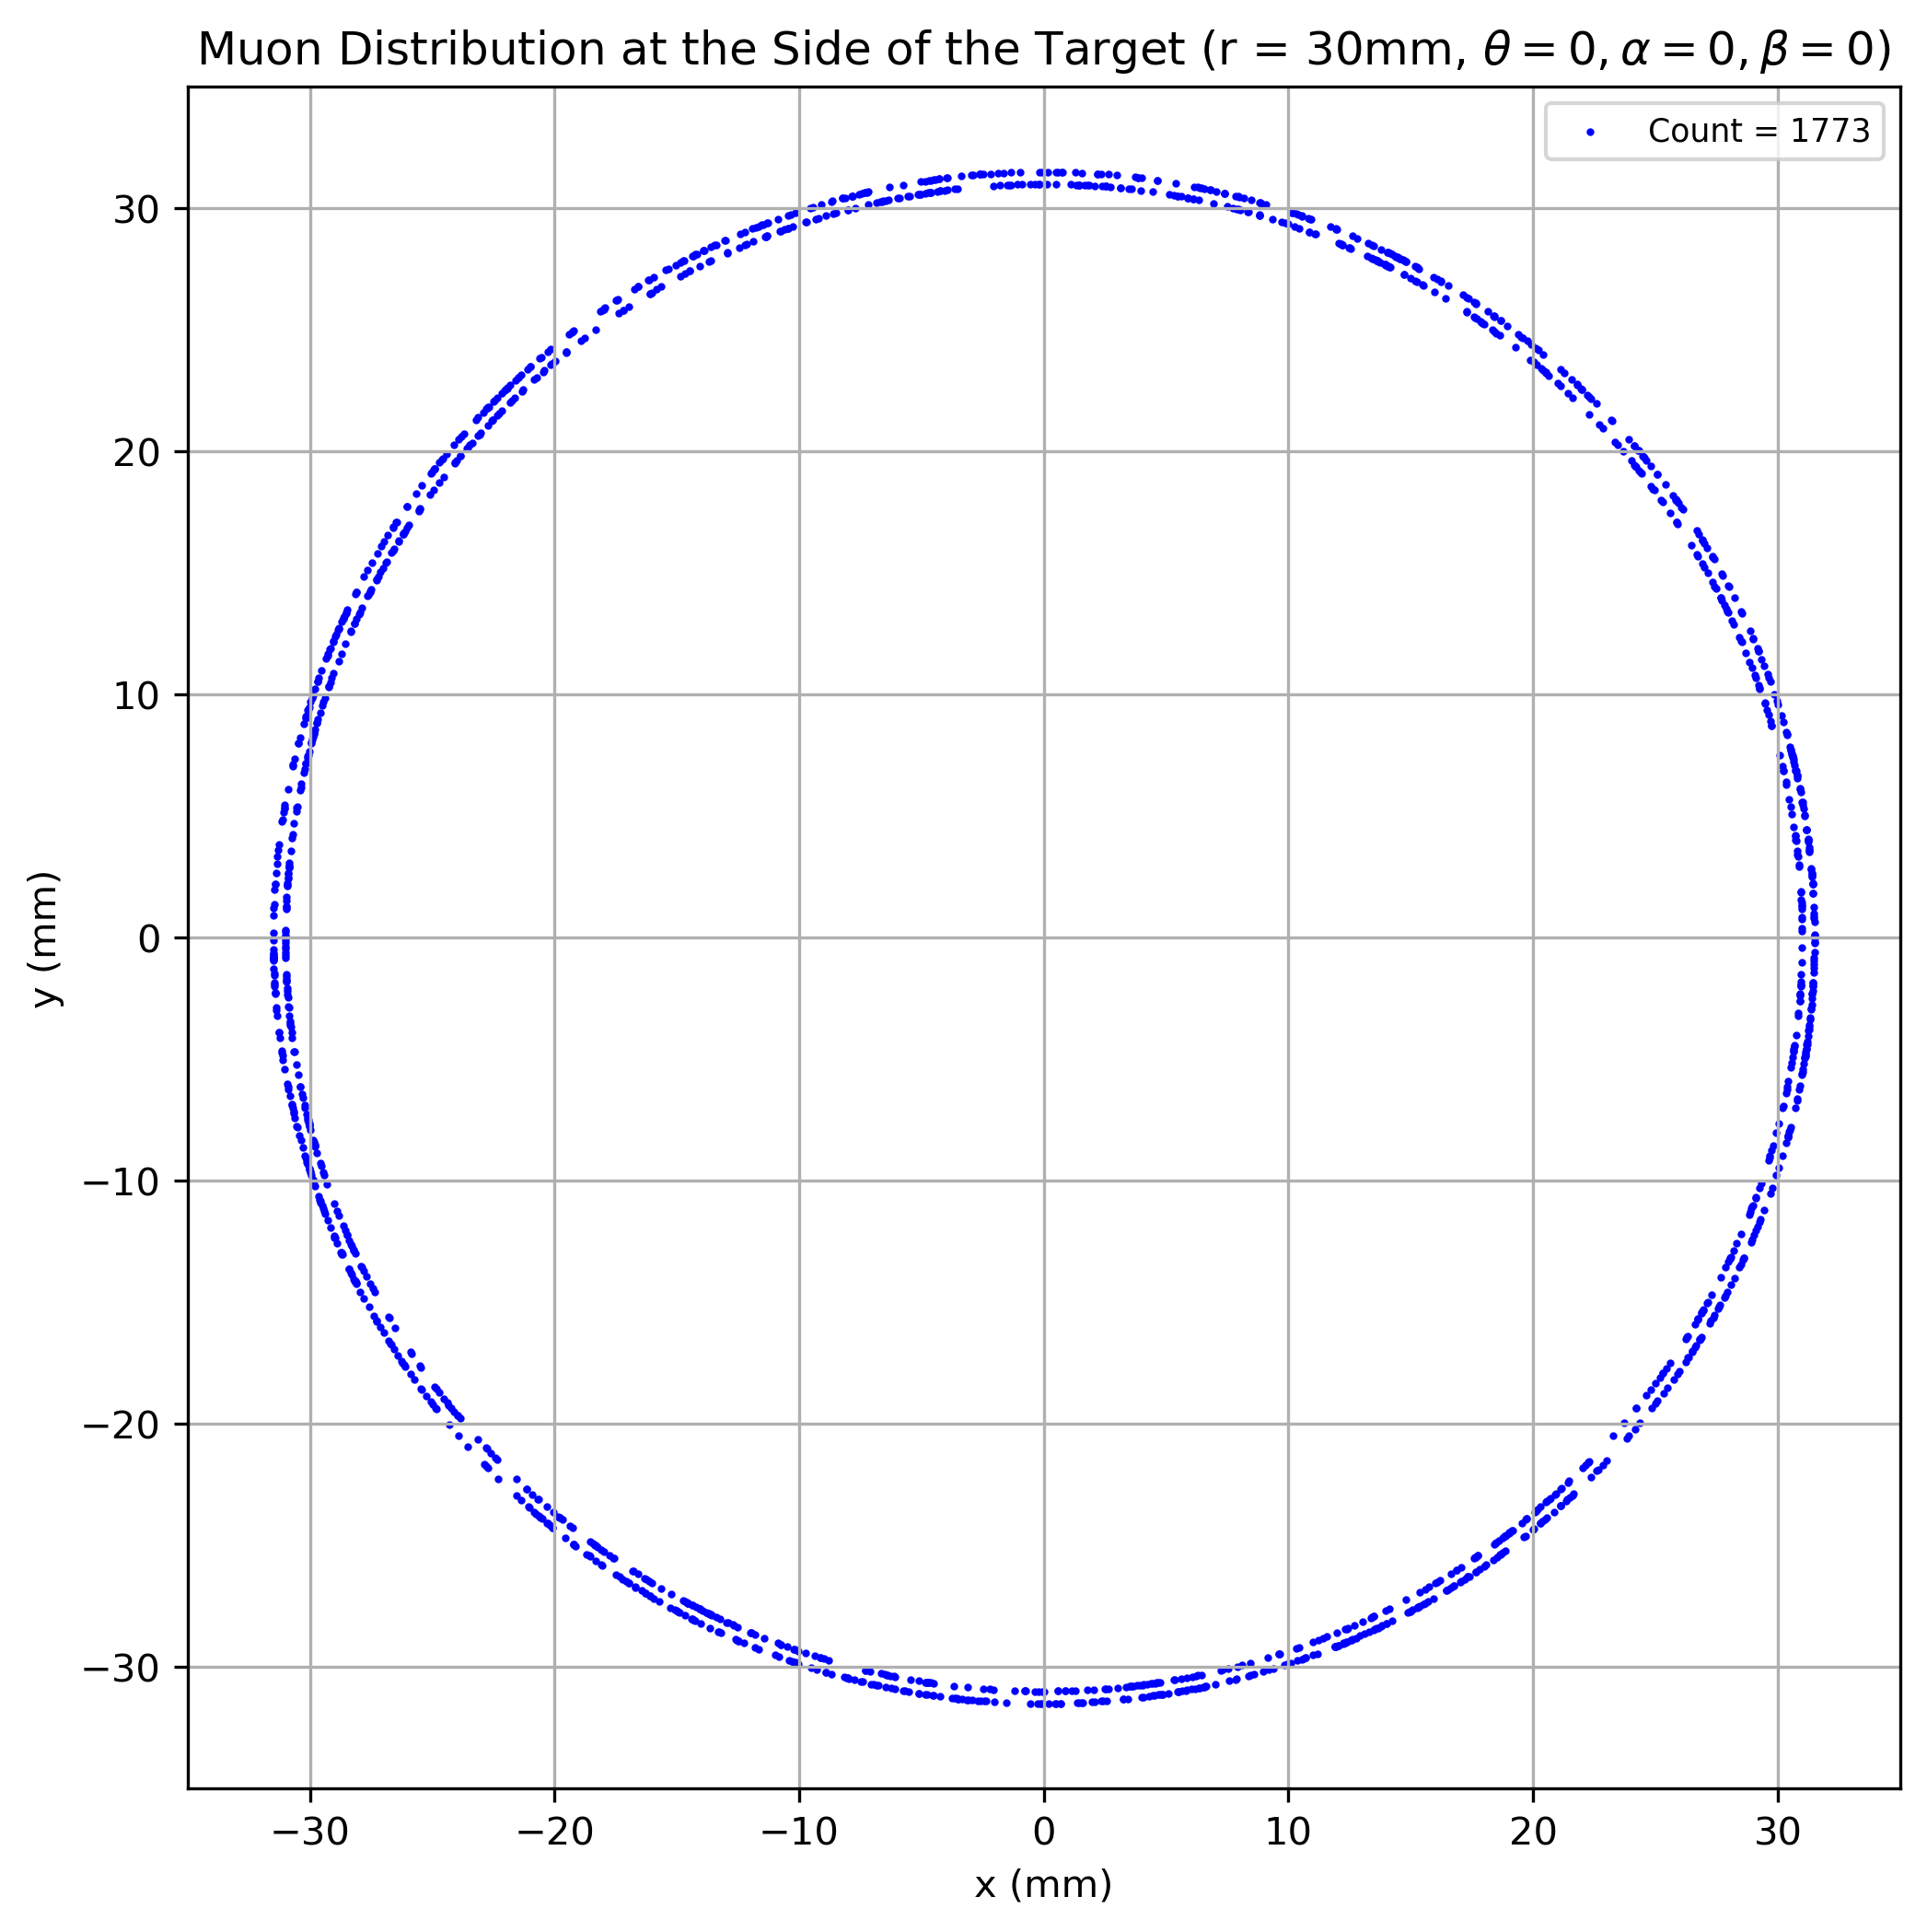 Muon Distribution at the Side of the Target (r = 30mm, θ = 0, α = 0, β = 0)
Count = 1773
30
20
10
0
−10
−20
−30
y (mm)
−30 −20 −10 0 10 20 30
x (mm)